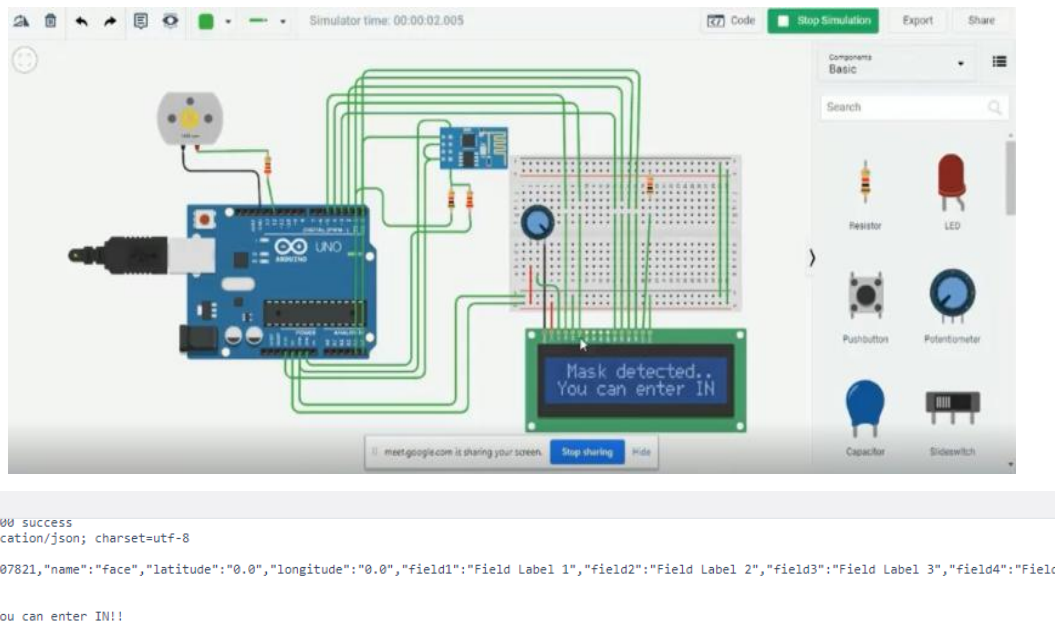 Simulator time: 00:00:02.005
Code
Stop Simulation
Export
Share
Components
Basic
Search
Resistor
LED
Pushbutton
Potentiometer
Capacitor
Slideswitch
UNO
ARDUINO
POWER
Mask detected..
You can enter IN
meet.google.com is sharing your screen.
Stop sharing
Hide
00 success
cation/json; charset=utf-8
07821,"name":"face","latitude":"0.0","longitude":"0.0","field1":"Field Label 1","field2":"Field Label 2","field3":"Field Label 3","field4":"Field
ou can enter IN!!